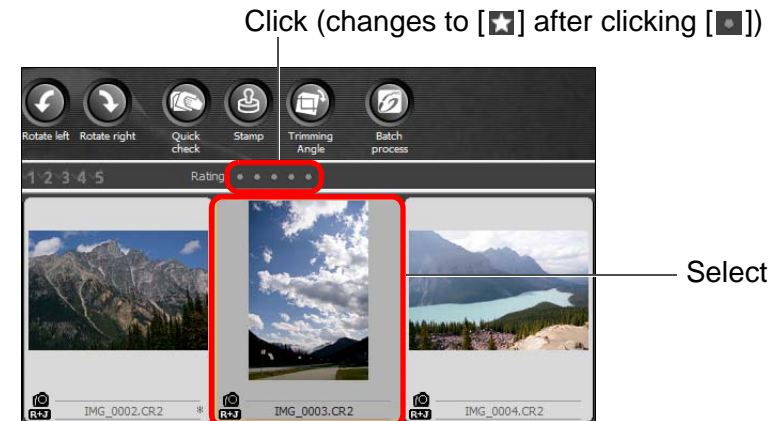 Click (changes to [★] after clicking [●])
Rotate left Rotate right Quick check Stamp Trimming Angle Batch process
1 2 3 4 5 Rating
Select
R+J IMG_0002.CR2 * R+J IMG_0003.CR2 R+J IMG_0004.CR2